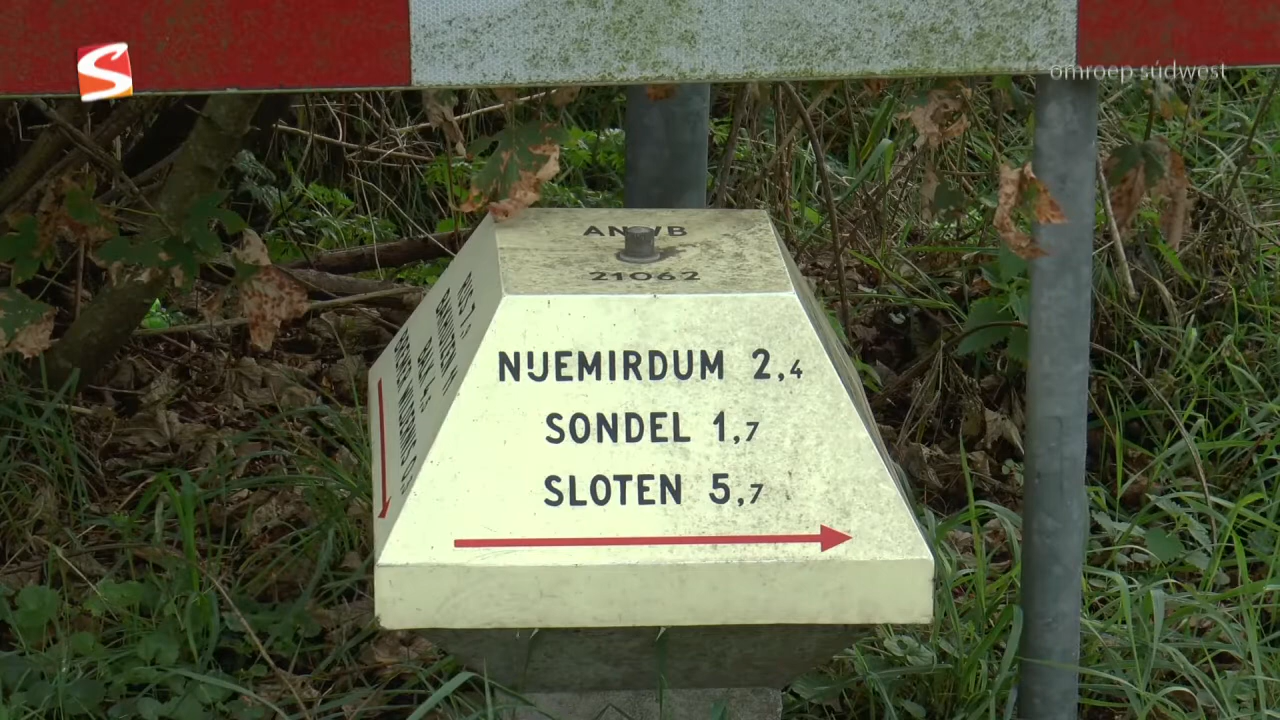 omroep súdwest
ANWB
21062
NIJEMIRDUM 2,4
SONDEL 1,7
SLOTEN 5,7